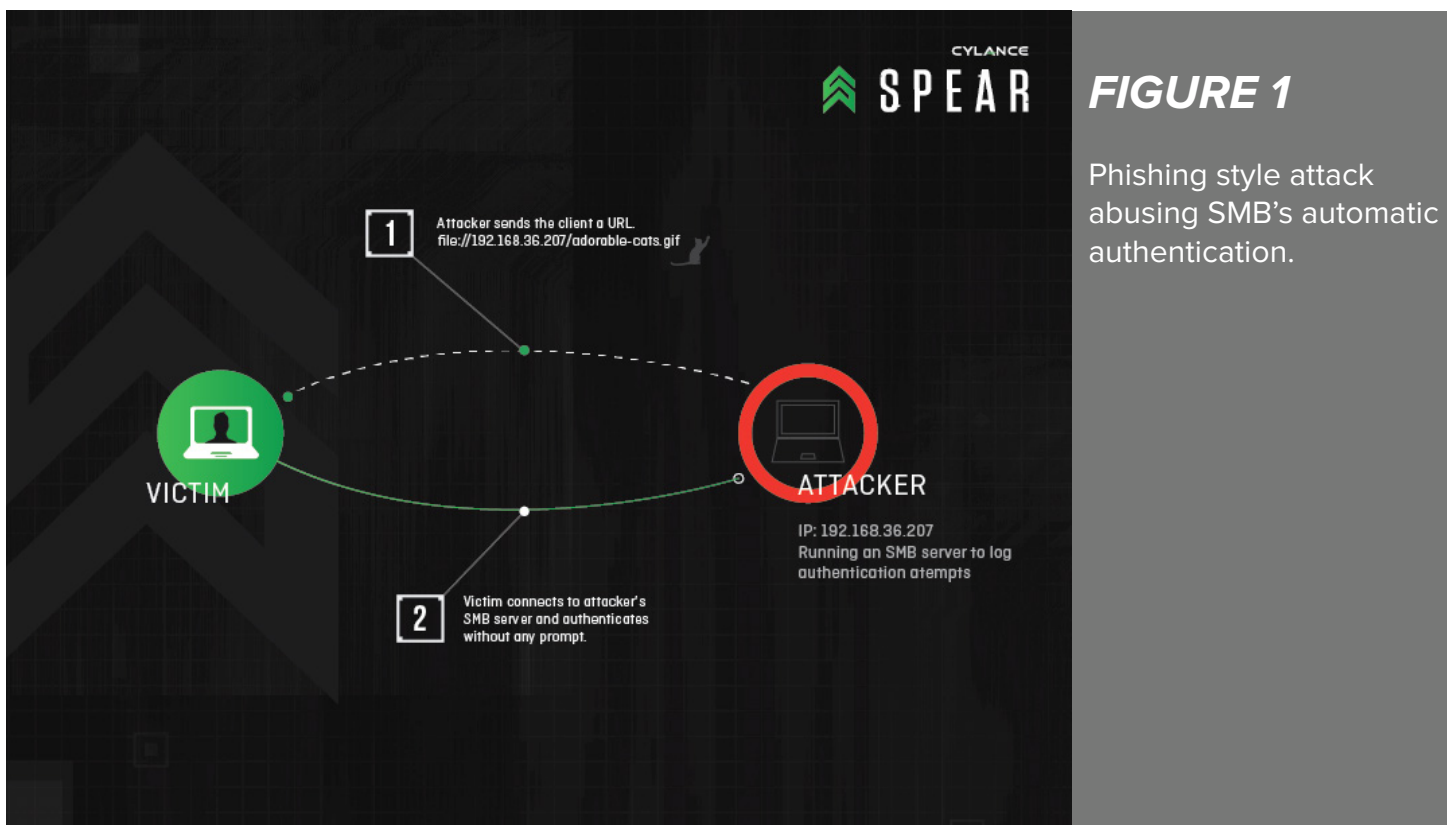 CYLANCE
SPEAR
FIGURE 1
Phishing style attack
abusing SMB’s automatic
authentication.
1
Attacker sends the client a URL.
file://192.168.36.207/adorable-cats.gif
VICTIM
ATTACKER
IP: 192.168.36.207
Running an SMB server to log
authentication atempts
2
Victim connects to attacker's
SMB server and authenticates
without any prompt.